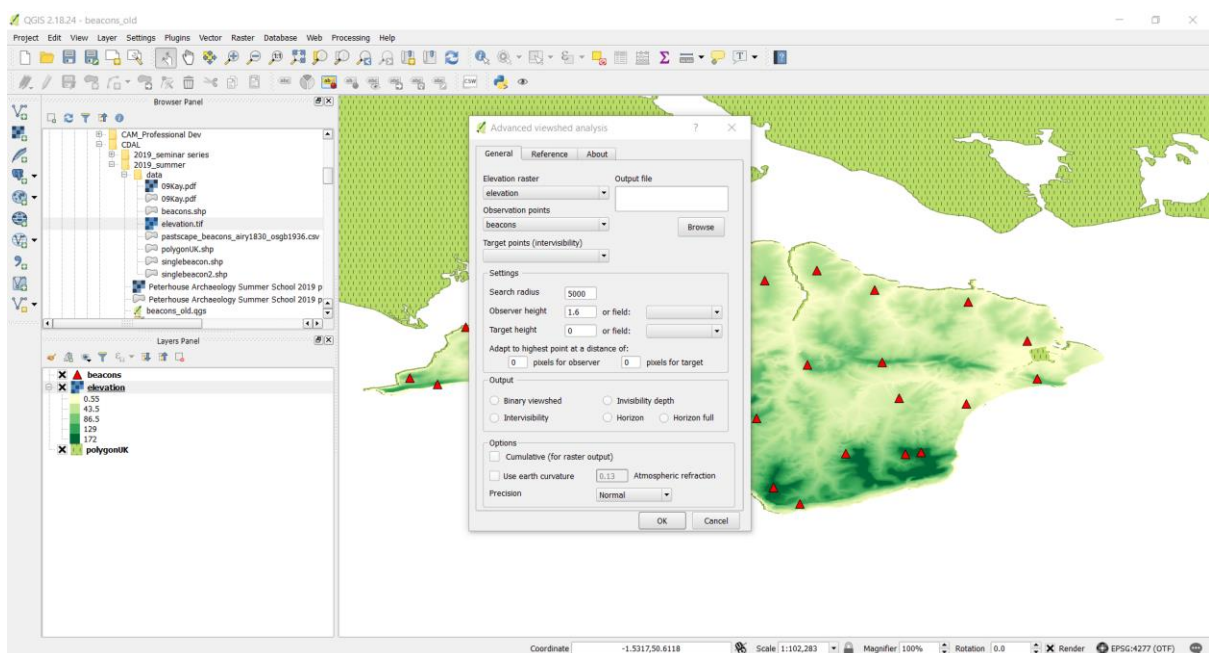 QGIS 2.18.24 - beacons_old
Project Edit View Layer Settings Plugins Vector Raster Database Web Processing Help
Browser Panel
CAM_Professional Dev
CDAL
2019_seminar series
2019_summer
data
09Kay.pdf
09Kay.pdf
beacons.shp
elevation.tif
pastscape_beacons_airy1830_osgb1936.csv
polygonUK.shp
singlebeacon.shp
singlebeacon2.shp
Peterhouse Archaeology Summer School 2019 p
Peterhouse Archaeology Summer School 2019 p
beacons_old.qgs
Layers Panel
beacons
elevation
0.55
43.5
86.5
129
172
polygonUK
Advanced viewshed analysis
General Reference About
Elevation raster Output file
elevation
Observation points
beacons Browse
Target points (intervisibility)
Settings
Search radius 5000
Observer height 1.6 or field:
Target height 0 or field:
Adapt to highest point at a distance of:
0 pixels for observer 0 pixels for target
Output
Binary viewshed Invisibility depth
Intervisibility Horizon Horizon full
Options
Cumulative (for raster output)
Use earth curvature 0.13 Atmospheric refraction
Precision Normal
OK Cancel
Coordinate -1.5317,50.6118 Scale 1:102,283 Magnifier 100% Rotation 0.0 Render EPSG:4277 (OTF)